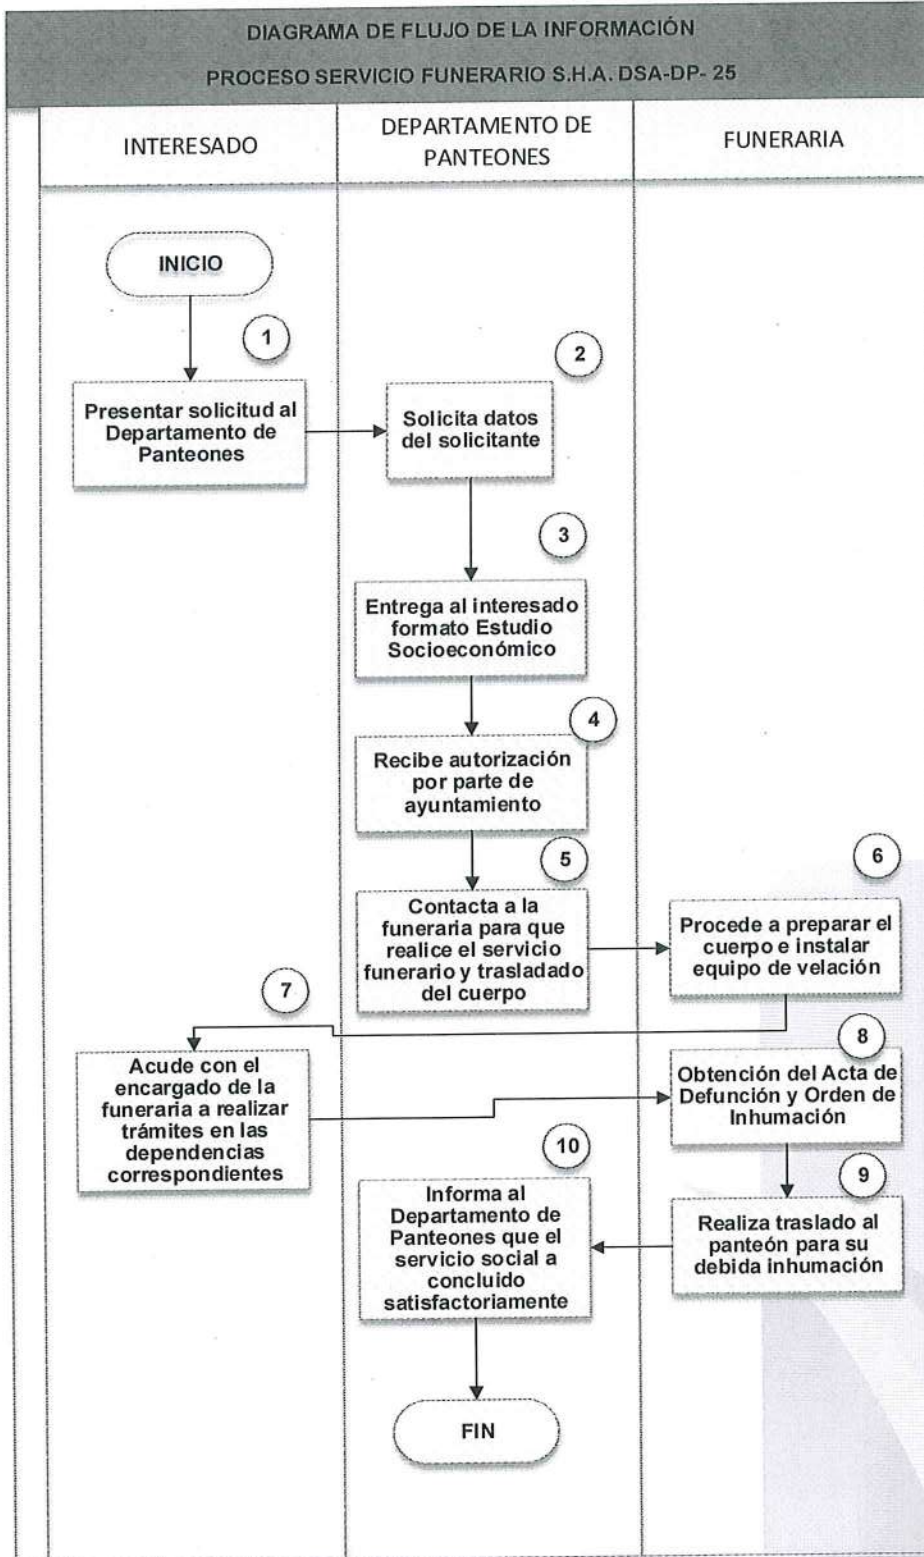 DIAGRAMA DE FLUJO DE LA INFORMACIÓN
PROCESO SERVICIO FUNERARIO S.H.A. DSA-DP- 25
INTERESADO
DEPARTAMENTO DE
PANTEONES
FUNERARIA
INICIO
1
Presentar solicitud al
Departamento de
Panteones
2
Solicita datos
del solicitante
3
Entrega al interesado
formato Estudio
Socioeconómico
4
Recibe autorización
por parte de
ayuntamiento
5
Contacta a la
funeraria para que
realice el servicio
funerario y trasladado
del cuerpo
6
Procede a preparar el
cuerpo e instalar
equipo de velación
7
Acude con el
encargado de la
funeraria a realizar
trámites en las
dependencias
correspondientes
8
Obtención del Acta de
Defunción y Orden de
Inhumación
9
Realiza traslado al
panteón para su
debida inhumación
10
Informa al
Departamento de
Panteones que el
servicio social a
concluido
satisfactoriamente
FIN